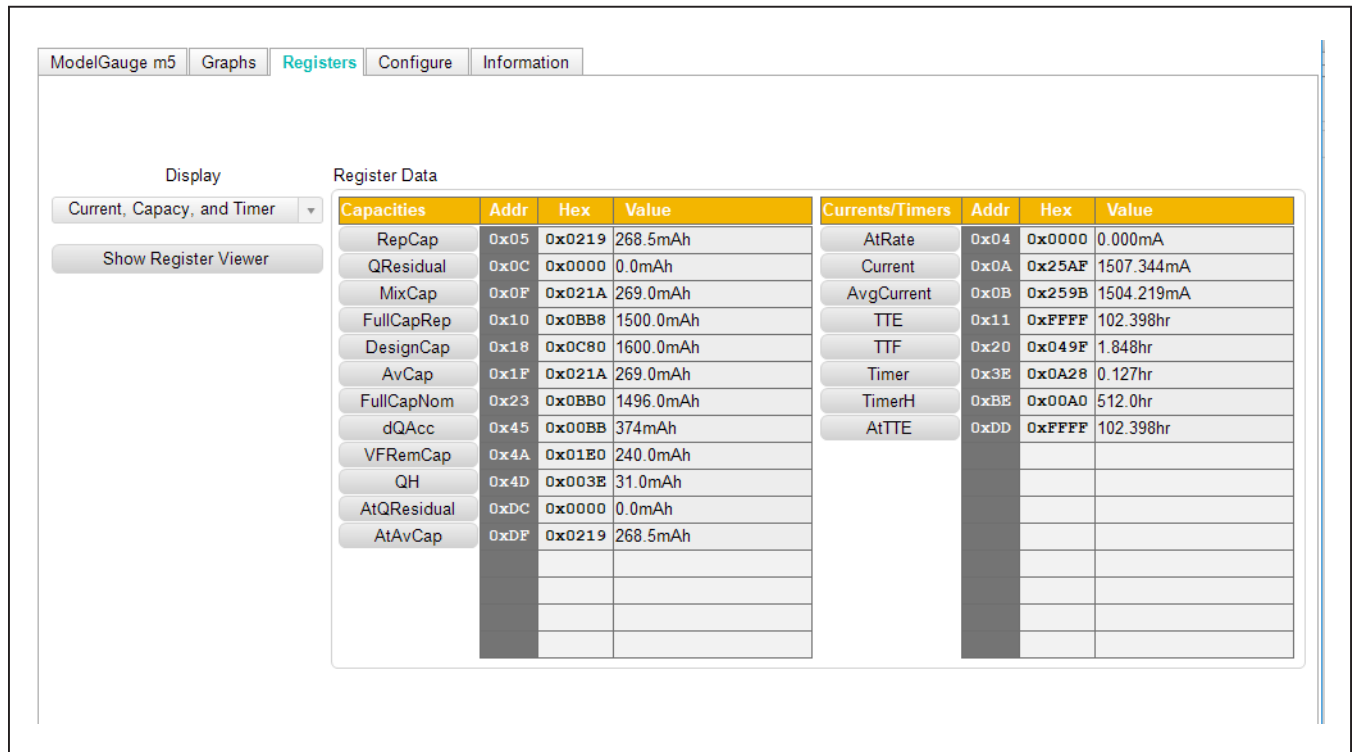 ModelGauge m5 Graphs Registers Configure Information
Display
Register Data
Current, Capacy, and Timer
Show Register Viewer
Capacities Addr Hex Value Currents/Timers Addr Hex Value
RepCap 0x05 0x0219 268.5mAh AtRate 0x04 0x0000 0.000mA
QResidual 0x0C 0x0000 0.0mAh Current 0x0A 0x25AF 1507.344mA
MixCap 0x0F 0x021A 269.0mAh AvgCurrent 0x0B 0x259B 1504.219mA
FullCapRep 0x10 0x0BB8 1500.0mAh TTE 0x11 0xFFFF 102.398hr
DesignCap 0x18 0x0C80 1600.0mAh TTF 0x20 0x049F 1.848hr
AvCap 0x1F 0x021A 269.0mAh Timer 0x3E 0x0A28 0.127hr
FullCapNom 0x23 0x0BB0 1496.0mAh TimerH 0xBE 0x00A0 512.0hr
dQAcc 0x45 0x00BB 374mAh AtTTE 0xDD 0xFFFF 102.398hr
VFRemCap 0x4A 0x01E0 240.0mAh
QH 0x4D 0x003E 31.0mAh
AtQResidual 0xDC 0x0000 0.0mAh
AtAvCap 0xDF 0x0219 268.5mAh